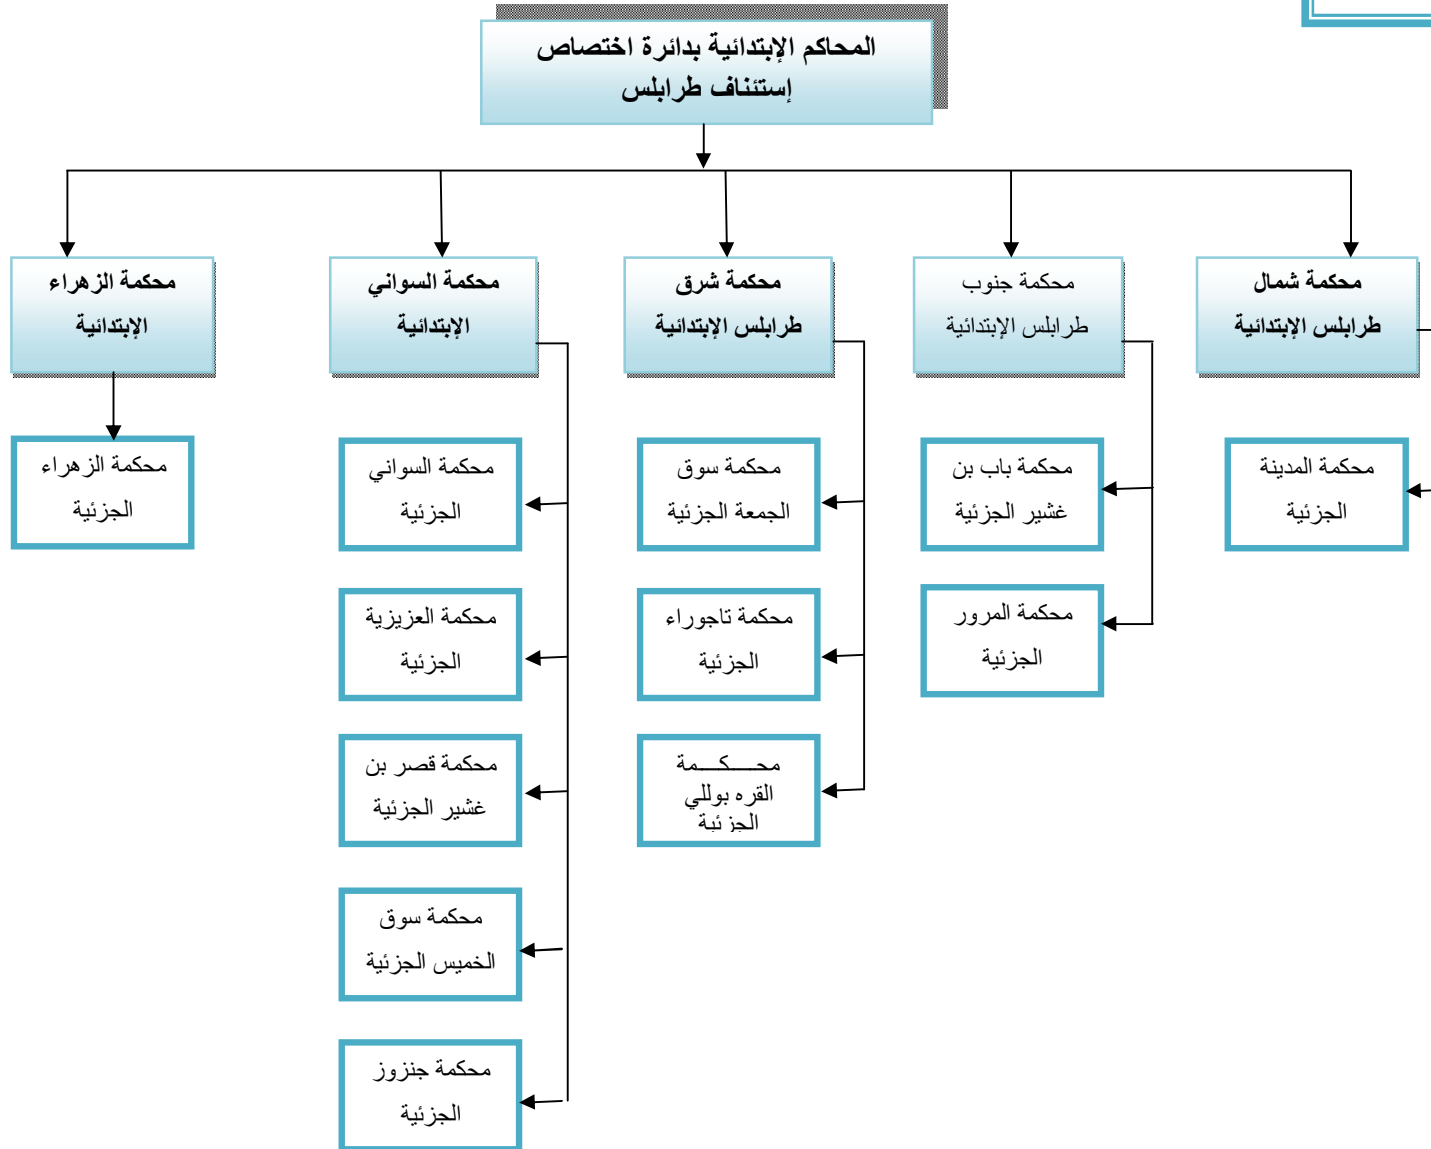 المحاكم الإبتدائية بدائرة اختصاص
إستئناف طرابلس
محكمة شمال
طرابلس الإبتدائية
محكمة جنوب
طرابلس الإبتدائية
محكمة شرق
طرابلس الإبتدائية
محكمة السواني
الإبتدائية
محكمة الزهراء
الإبتدائية
محكمة المدينة
الجزئية
محكمة باب بن
غشير الجزئية
محكمة سوق
الجمعة الجزئية
محكمة السواني
الجزئية
محكمة الزهراء
الجزئية
محكمة المرور
الجزئية
محكمة تاجوراء
الجزئية
محكمة العزيزية
الجزئية
محـــــكــــمة
القره بوللي
الجزئية
محكمة قصر بن
غشير الجزئية
محكمة سوق
الخميس الجزئية
محكمة جنزوز
الجزئية